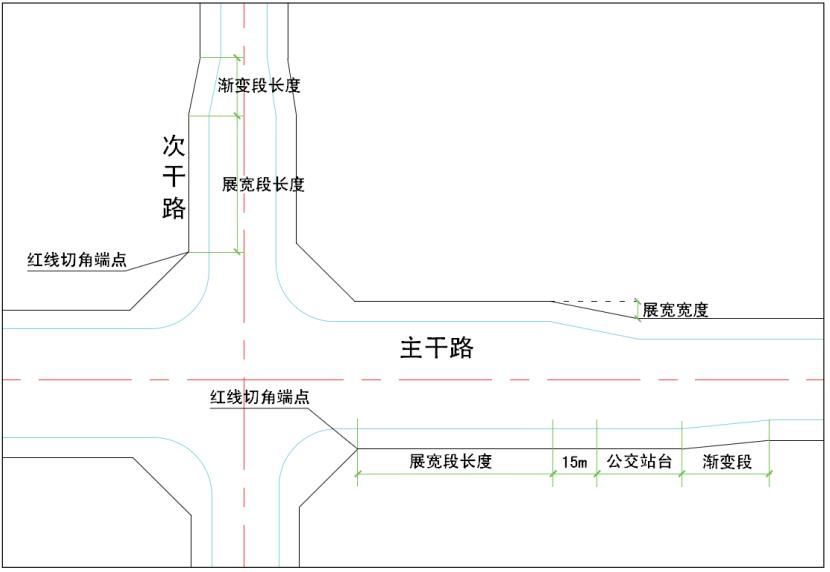 渐变段长度
次干路
展宽段长度
红线切角端点
展宽宽度
主干路
红线切角端点
展宽段长度
15m
公交站台
渐变段